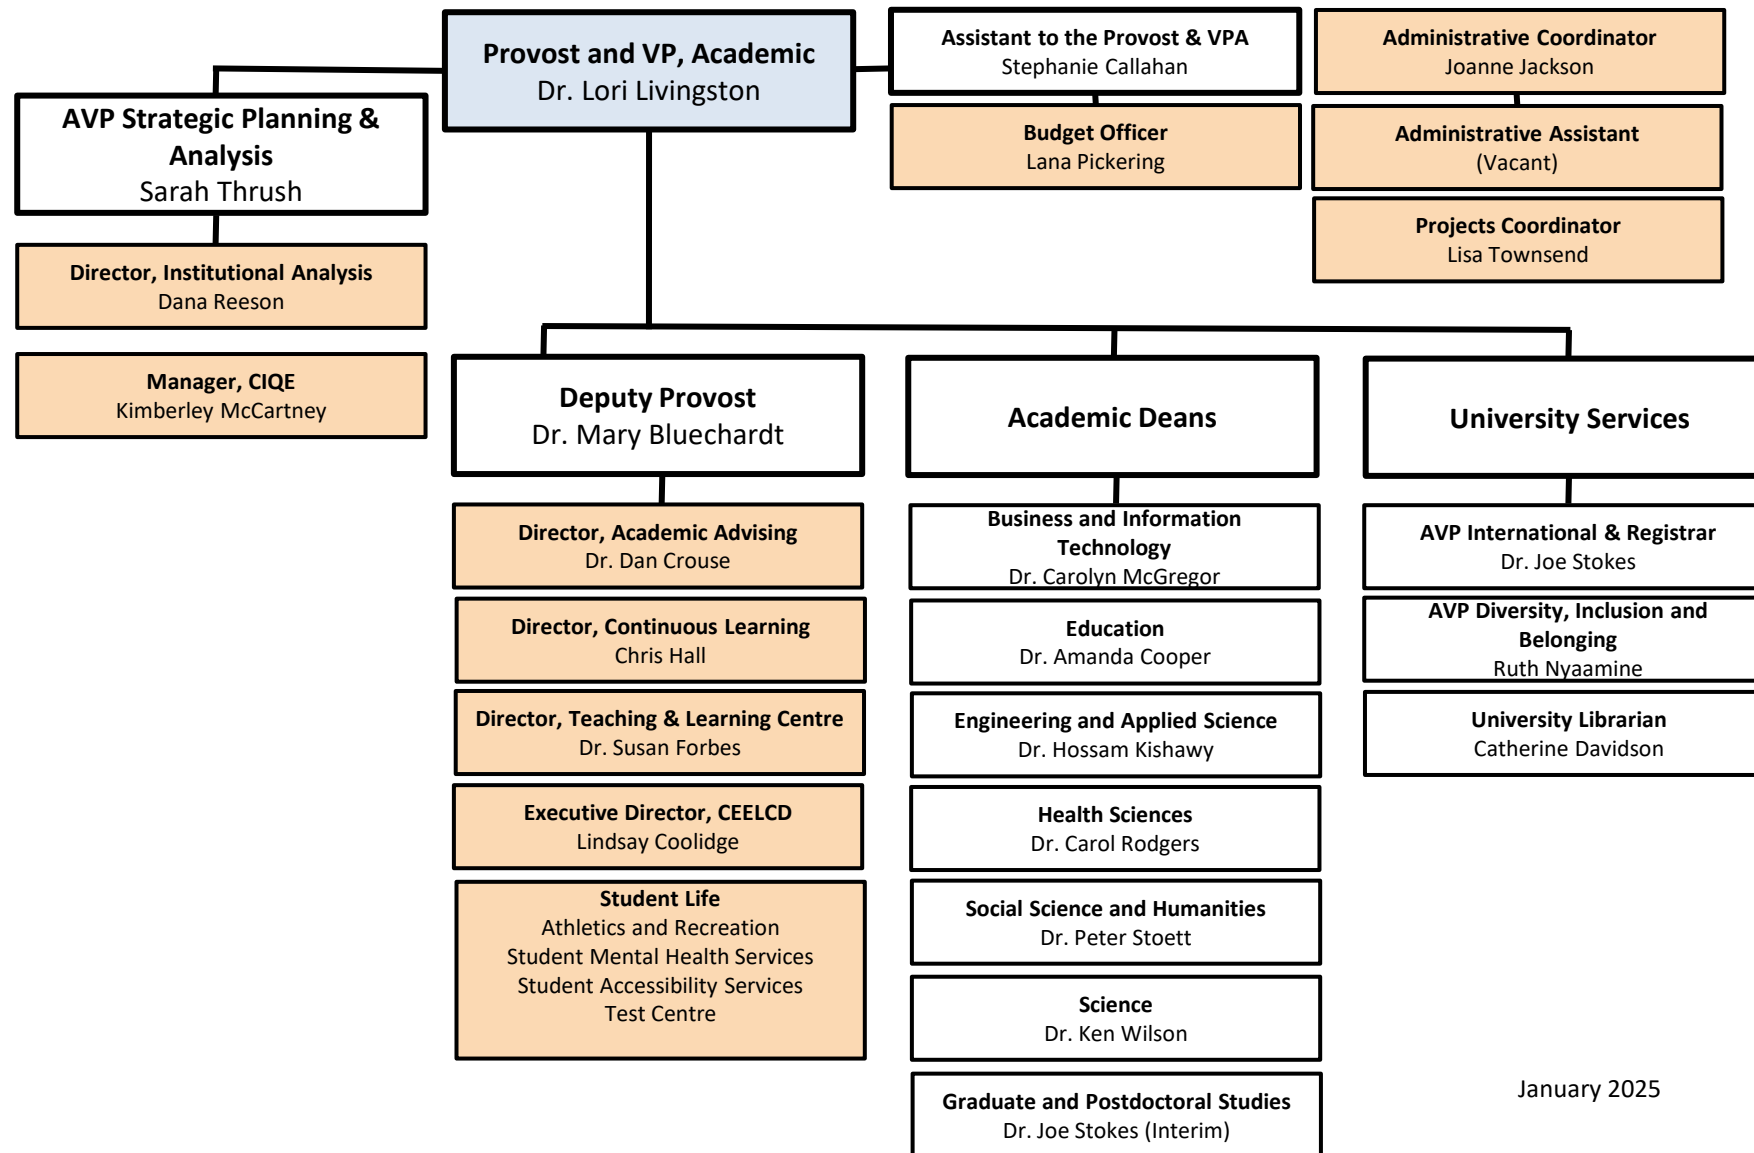 Provost and VP, Academic
Dr. Lori Livingston
Assistant to the Provost & VPA
Stephanie Callahan
Budget Officer
Lana Pickering
Administrative Coordinator
Joanne Jackson
Administrative Assistant
(Vacant)
Projects Coordinator
Lisa Townsend
AVP Strategic Planning &
Analysis
Sarah Thrush
Director, Institutional Analysis
Dana Reeson
Manager, CIQE
Kimberley McCartney
Deputy Provost
Dr. Mary Bluechardt
Director, Academic Advising
Dr. Dan Crouse
Director, Continuous Learning
Chris Hall
Director, Teaching & Learning Centre
Dr. Susan Forbes
Executive Director, CEELCD
Lindsay Coolidge
Student Life
Athletics and Recreation
Student Mental Health Services
Student Accessibility Services
Test Centre
Academic Deans
Business and Information
Technology
Dr. Carolyn McGregor
Education
Dr. Amanda Cooper
Engineering and Applied Science
Dr. Hossam Kishawy
Health Sciences
Dr. Carol Rodgers
Social Science and Humanities
Dr. Peter Stoett
Science
Dr. Ken Wilson
Graduate and Postdoctoral Studies
Dr. Joe Stokes (Interim)
University Services
AVP International & Registrar
Dr. Joe Stokes
AVP Diversity, Inclusion and
Belonging
Ruth Nyaamine
University Librarian
Catherine Davidson
January 2025